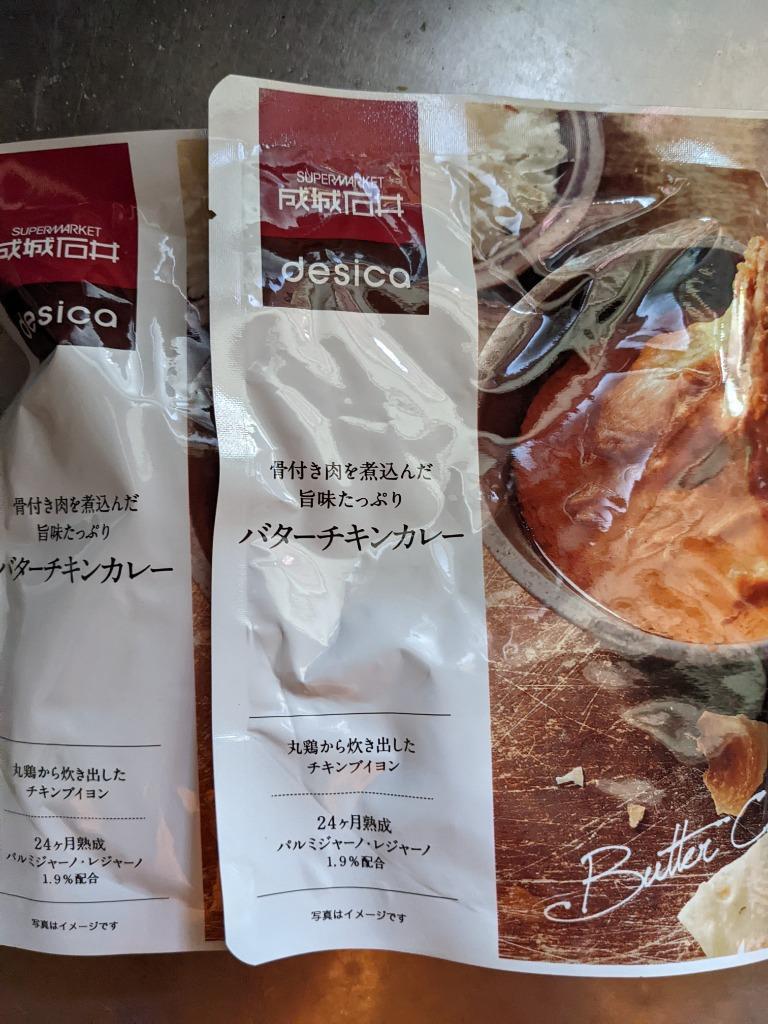 SUPERMARKET
成城石井
desica
骨付き肉を煮込んだ
旨味たっぷり
バターチキンカレー
丸鶏から炊き出した
チキンブイヨン
24ヶ月熟成
パルミジャーノ・レジャーノ
1.9%配合
写真はイメージです
SUPERMARKET
成城石井
desica
骨付き肉を煮込んだ
旨味たっぷり
バターチキンカレー
丸鶏から炊き出した
チキンブイヨン
24ヶ月熟成
パルミジャーノ・レジャーノ
1.9%配合
写真はイメージです
Butter C